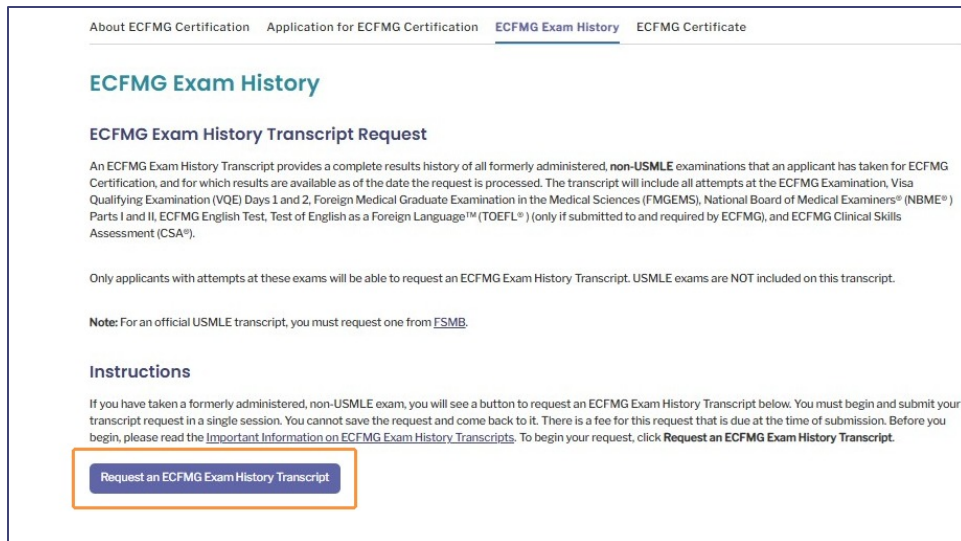 About ECFMG Certification Application for ECFMG Certification ECFMG Exam History ECFMG Certificate
ECFMG Exam History
ECFMG Exam History Transcript Request
An ECFMG Exam History Transcript provides a complete results history of all formerly administered, non-USMLE examinations that an applicant has taken for ECFMG
Certification, and for which results are available as of the date the request is processed. The transcript will include all attempts at the ECFMG Examination, Visa
Qualifying Examination (VQE) Days 1 and 2, Foreign Medical Graduate Examination in the Medical Sciences (FMGEMS), National Board of Medical Examiners® (NBME® )
Parts I and II, ECFMG English Test, Test of English as a Foreign Language™ (TOEFL® ) (only if submitted to and required by ECFMG), and ECFMG Clinical Skills
Assessment (CSA®).
Only applicants with attempts at these exams will be able to request an ECFMG Exam History Transcript. USMLE exams are NOT included on this transcript.
Note: For an official USMLE transcript, you must request one from FSMB.
Instructions
If you have taken a formerly administered, non-USMLE exam, you will see a button to request an ECFMG Exam History Transcript below. You must begin and submit your
transcript request in a single session. You cannot save the request and come back to it. There is a fee for this request that is due at the time of submission. Before you
begin, please read the Important Information on ECFMG Exam History Transcripts. To begin your request, click Request an ECFMG Exam History Transcript.
Request an ECFMG Exam History Transcript